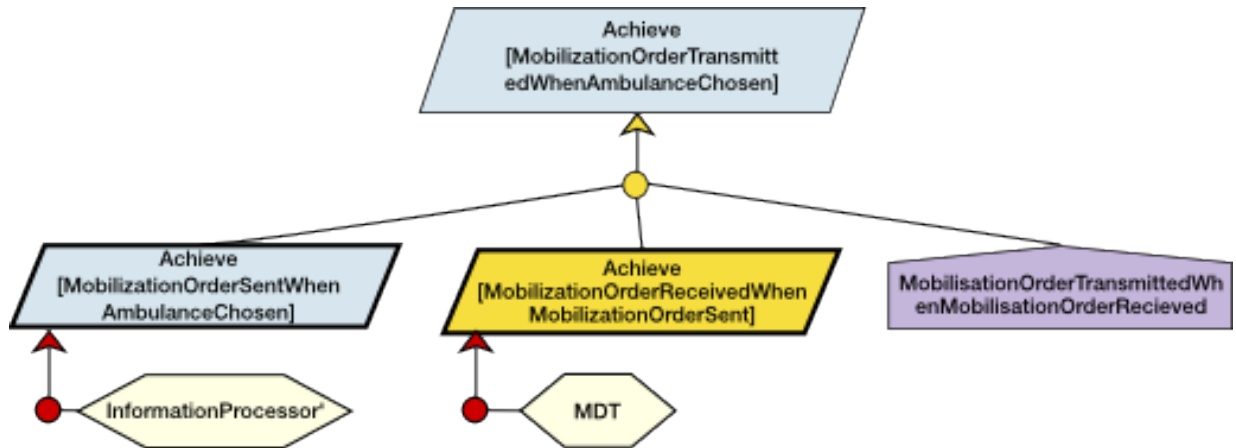 Achieve
[MobilizationOrderTransmitt
edWhenAmbulanceChosen]
Achieve
[MobilizationOrderSentWhen
AmbulanceChosen]
Achieve
[MobilizationOrderReceivedWhen
MobilizationOrderSent]
MobilisationOrderTransmittedWh
enMobilisationOrderRecieved
InformationProcessor
MDT